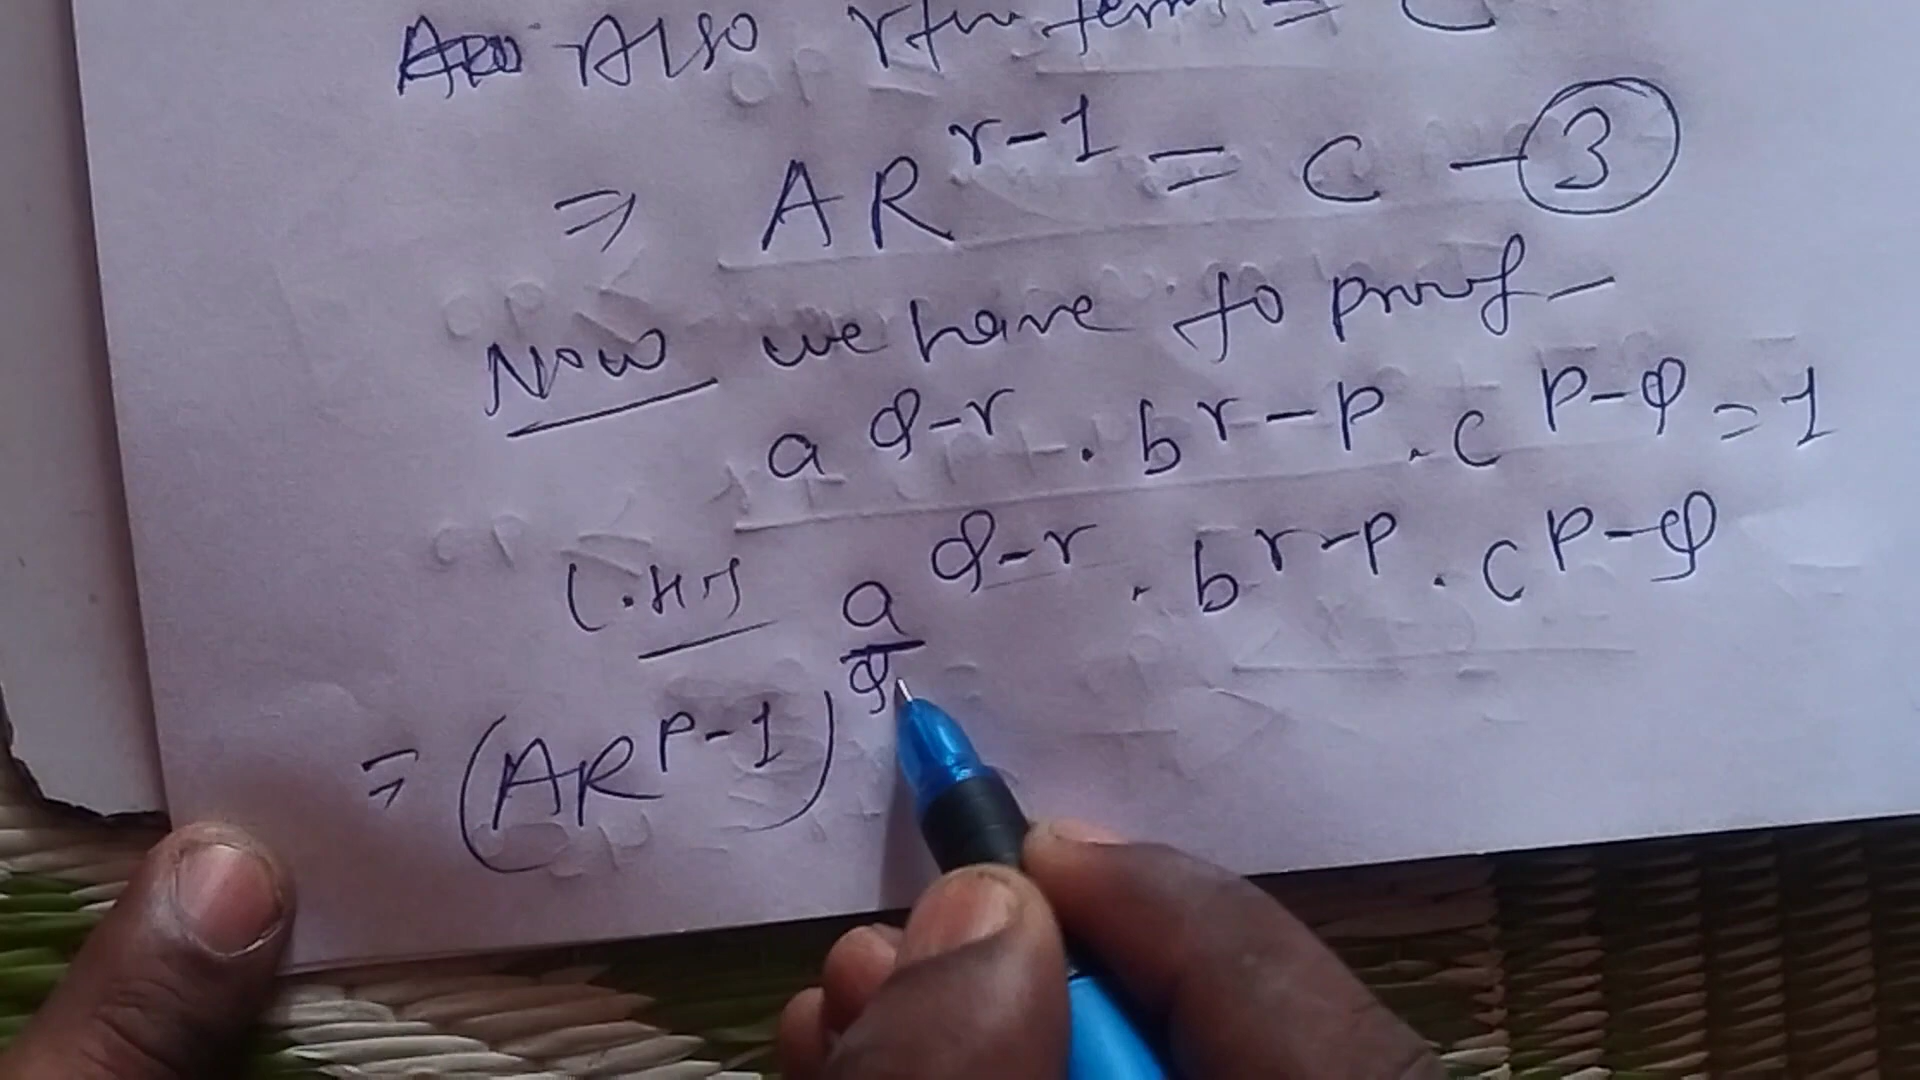 Also rth term = C
⇒ AR^{r-1} = C - ③
Now we have to proof -
a^{q-r} . b^{r-p} . c^{p-q} = 1
L.H.S a^{q-r} . b^{r-p} . c^{p-q}
= (AR^{p-1})^{q